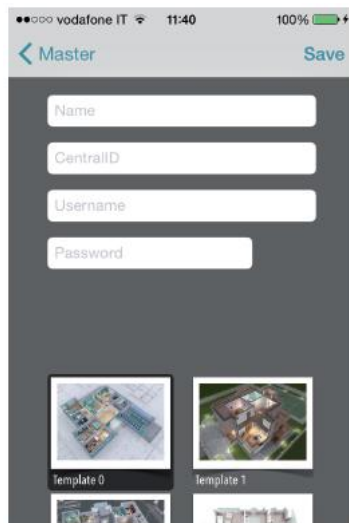 vodafone IT 11:40 100%
Master Save
Name
CentralID
Username
Password
Template 0 Template 1